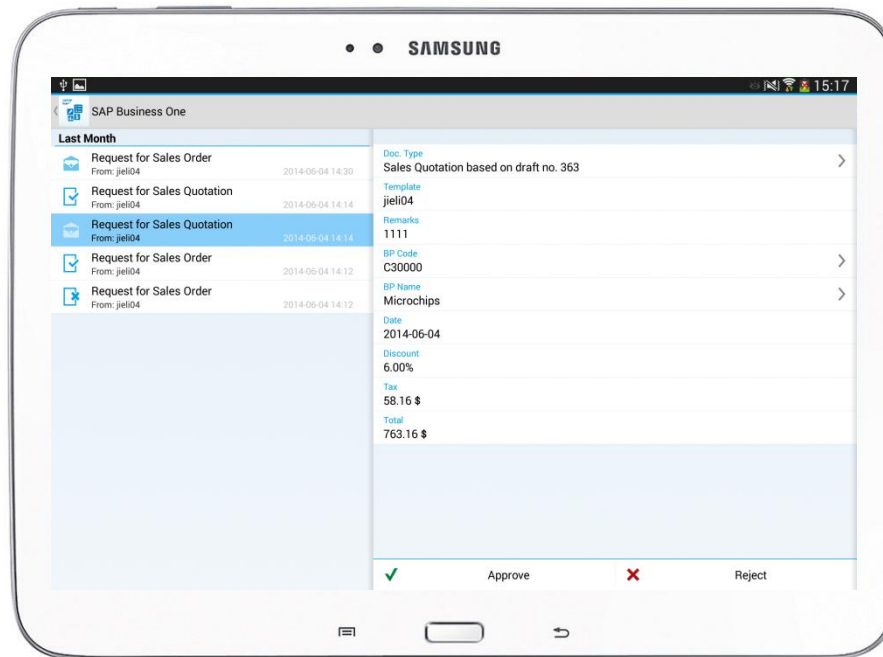 SAMSUNG
15:17
SAP Business One
Last Month
Request for Sales Order
From: jieli04 2014-06-04 14:30
Request for Sales Quotation
From: jieli04 2014-06-04 14:14
Request for Sales Quotation
From: jieli04 2014-06-04 14:14
Request for Sales Order
From: jieli04 2014-06-04 14:12
Request for Sales Order
From: jieli04 2014-06-04 14:12
Doc. Type
Sales Quotation based on draft no. 363
Template
jieli04
Remarks
1111
BP Code
C30000
BP Name
Microchips
Date
2014-06-04
Discount
6.00%
Tax
58.16 $
Total
763.16 $
Approve
Reject